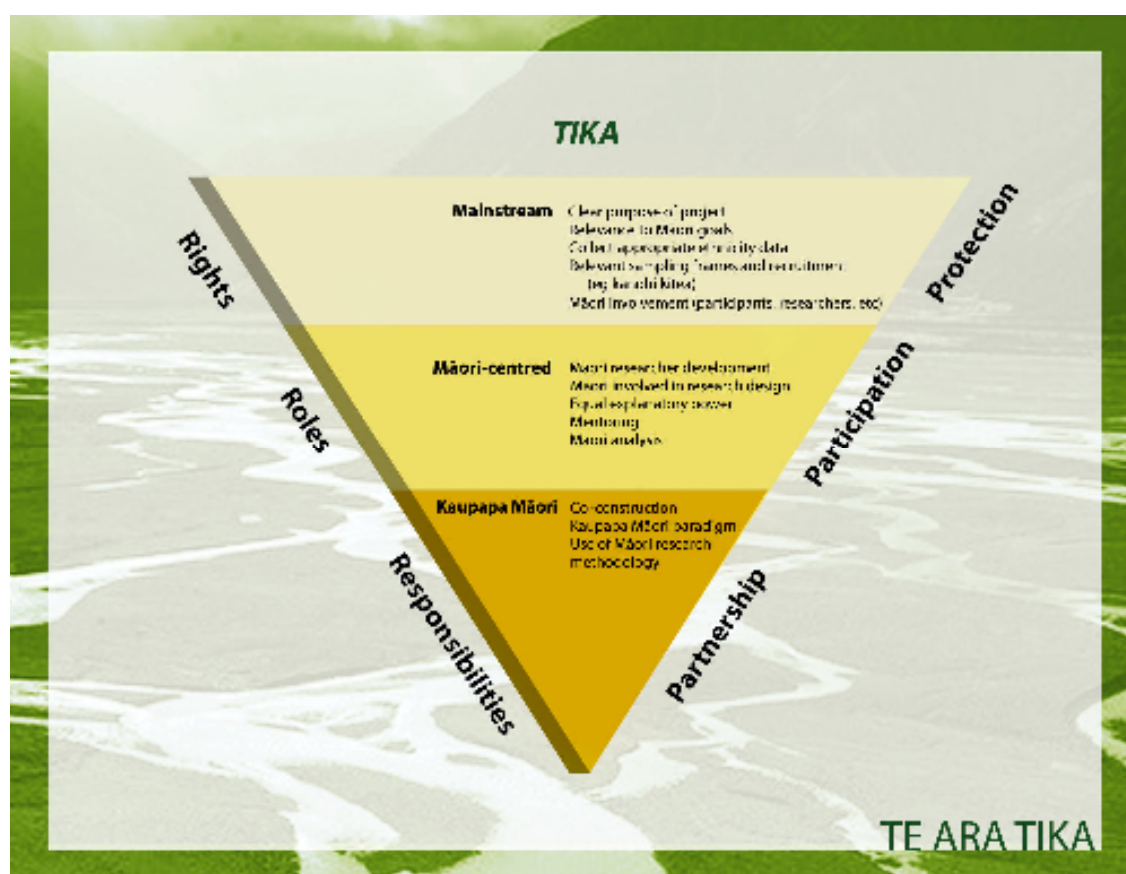 TIKA
Rights
Protection
Mainstream
Clear purpose of project
Relevance to Māori goals
Collect appropriate ethnicity data
Relevant sampling frames and recruitment
(eg kanohi kitea)
Māori involvement (participants, researchers, etc)
Roles
Participation
Māori-centred
Māori researcher development
Māori involved in research design
Equal explanatory power
Mentoring
Māori analysis
Responsibilities
Partnership
Kaupapa Māori
Co-construction
Kaupapa Māori paradigm
Use of Māori research
methodology
TE ARA TIKA